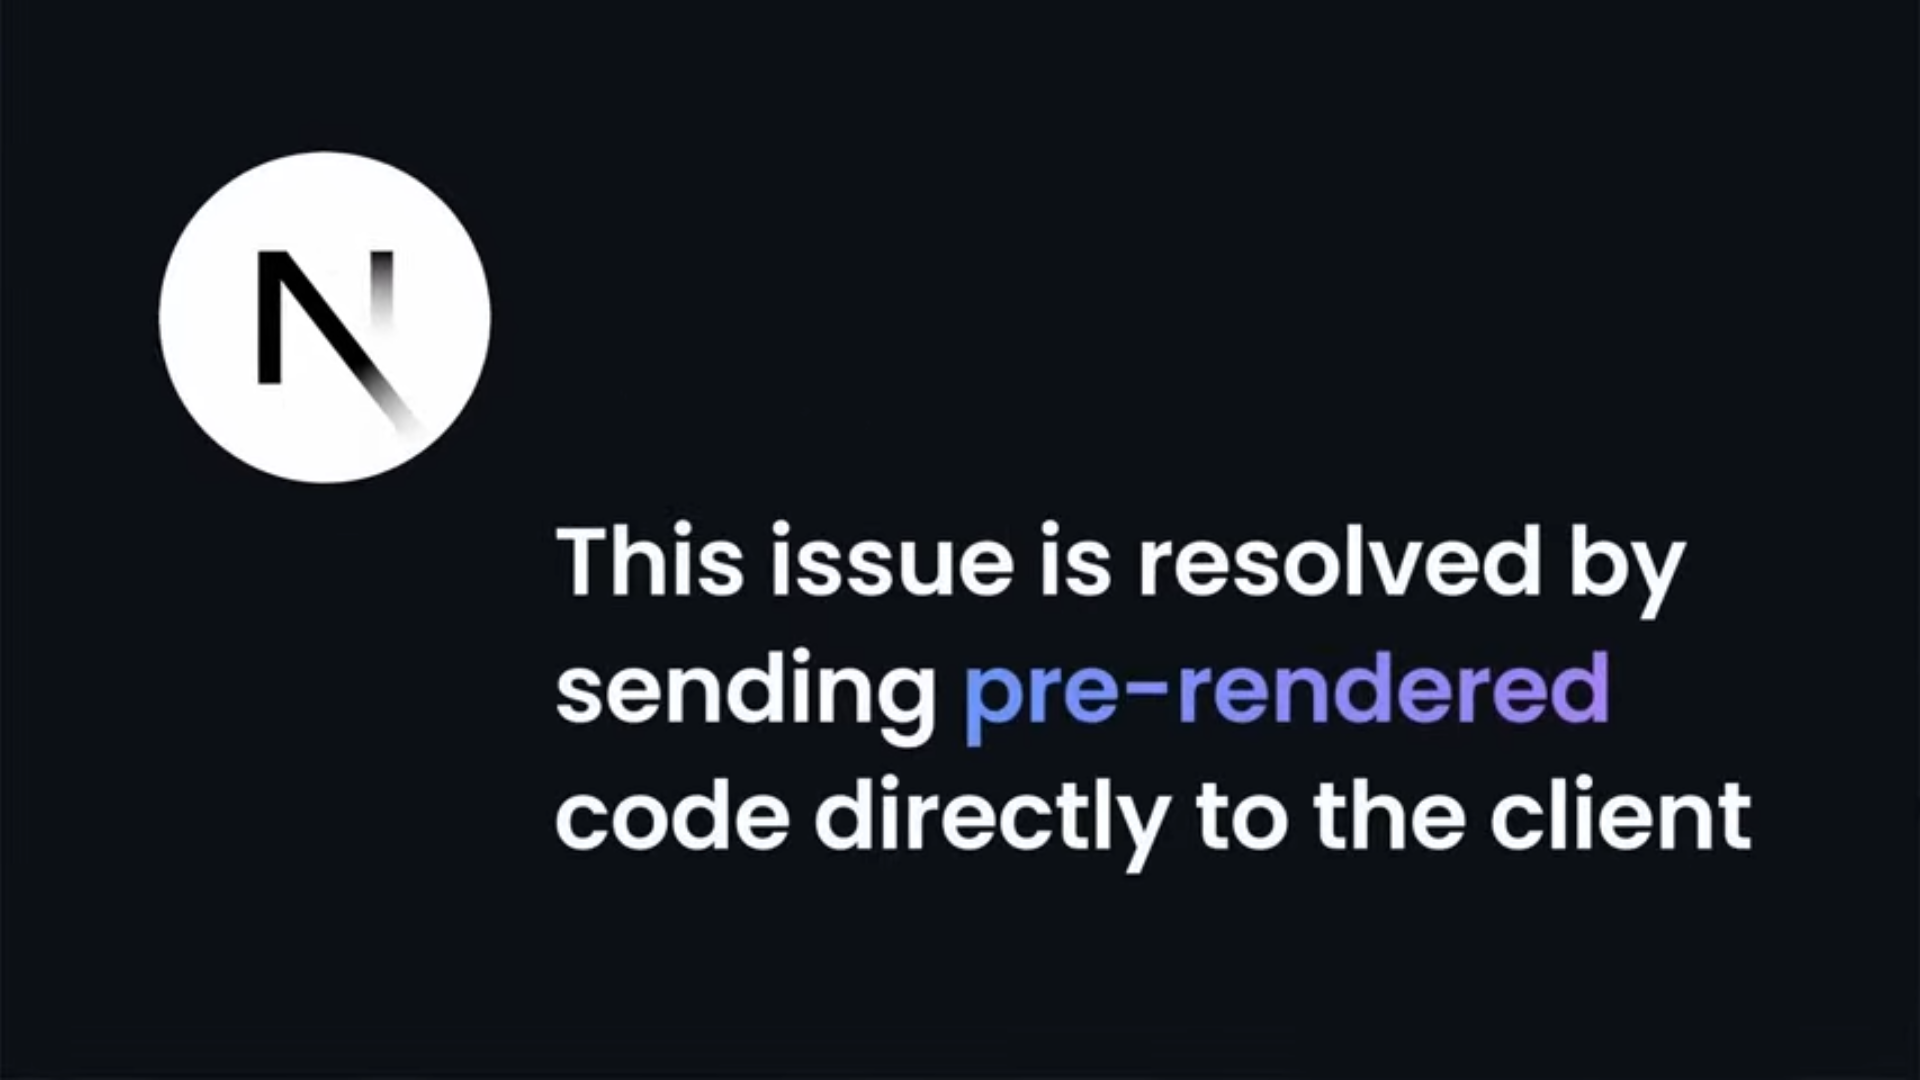 N
This issue is resolved by
sending pre-rendered
code directly to the client